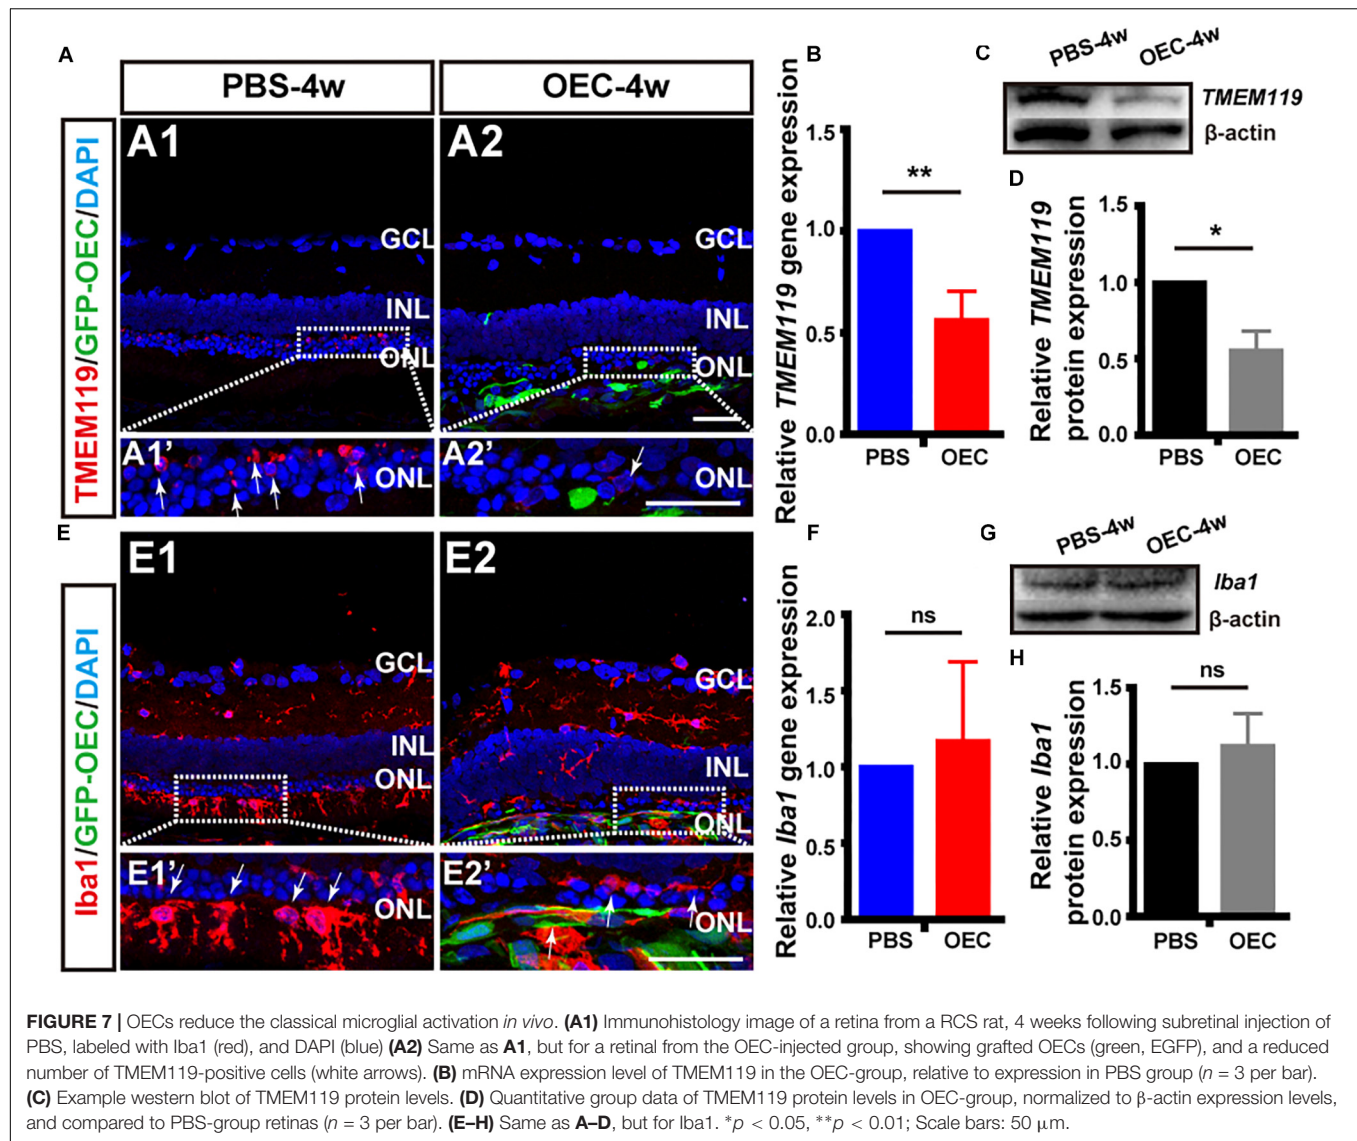 A
PBS-4w
OEC-4w
TMEM119/GFP-OEC/DAPI
A1
GCL
INL
ONL
A2
GCL
INL
ONL
A1’
ONL
A2’
ONL
B
Relative TMEM119 gene expression
1.5
**
1.0
0.5
0.0
PBS
OEC
C
PBS-4w
OEC-4w
TMEM119
β-actin
D
Relative TMEM119
protein expression
1.5
*
1.0
0.5
0.0
PBS
OEC
E
Iba1/GFP-OEC/DAPI
E1
GCL
INL
ONL
E2
GCL
INL
ONL
E1’
ONL
E2’
ONL
F
Relative Iba1 gene expression
2.0
ns
1.5
1.0
0.5
0.0
PBS
OEC
G
PBS-4w
OEC-4w
Iba1
β-actin
H
Relative Iba1
protein expression
1.5
ns
1.0
0.5
0.0
PBS
OEC
FIGURE 7 | OECs reduce the classical microglial activation in vivo. (A1) Immunohistology image of a retina from a RCS rat, 4 weeks following subretinal injection of
PBS, labeled with Iba1 (red), and DAPI (blue) (A2) Same as A1, but for a retinal from the OEC-injected group, showing grafted OECs (green, EGFP), and a reduced
number of TMEM119-positive cells (white arrows). (B) mRNA expression level of TMEM119 in the OEC-group, relative to expression in PBS group (n = 3 per bar).
(C) Example western blot of TMEM119 protein levels. (D) Quantitative group data of TMEM119 protein levels in OEC-group, normalized to β-actin expression levels,
and compared to PBS-group retinas (n = 3 per bar). (E–H) Same as A–D, but for Iba1. *p < 0.05, **p < 0.01; Scale bars: 50 μm.